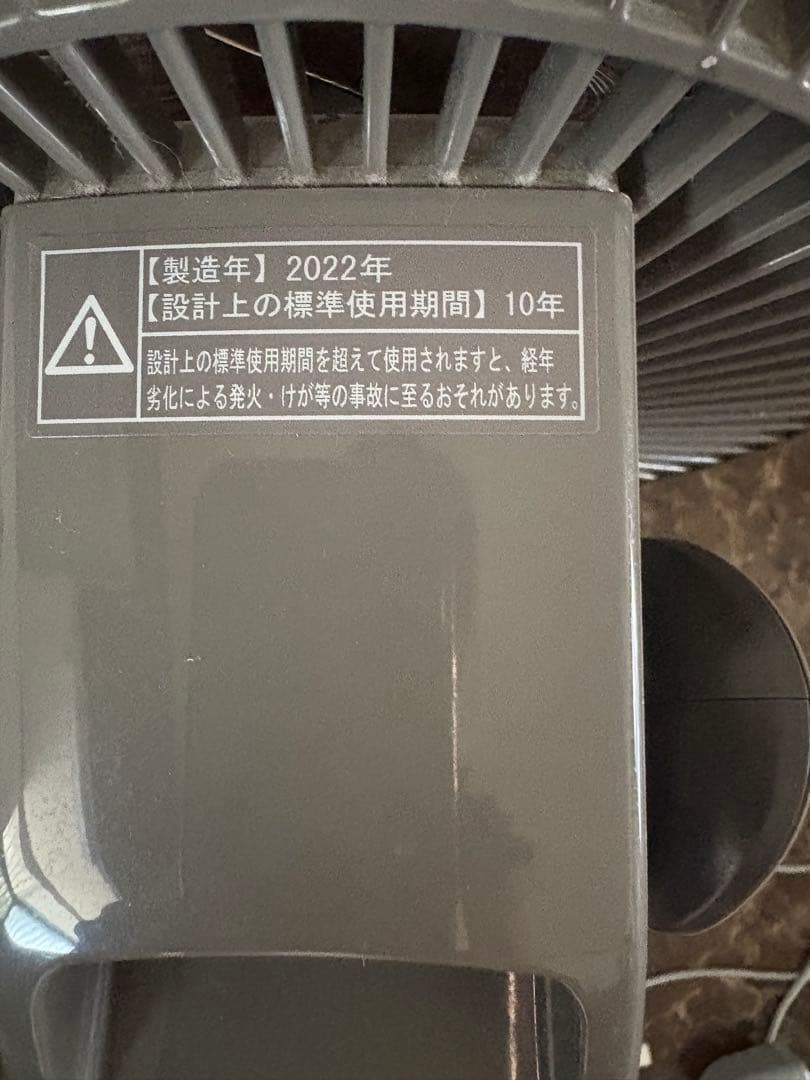 【製造年】 2022年
【設計上の標準使用期間】 10年
設計上の標準使用期間を超えて使用されますと、経年
劣化による発火・けが等の事故に至るおそれがあります。